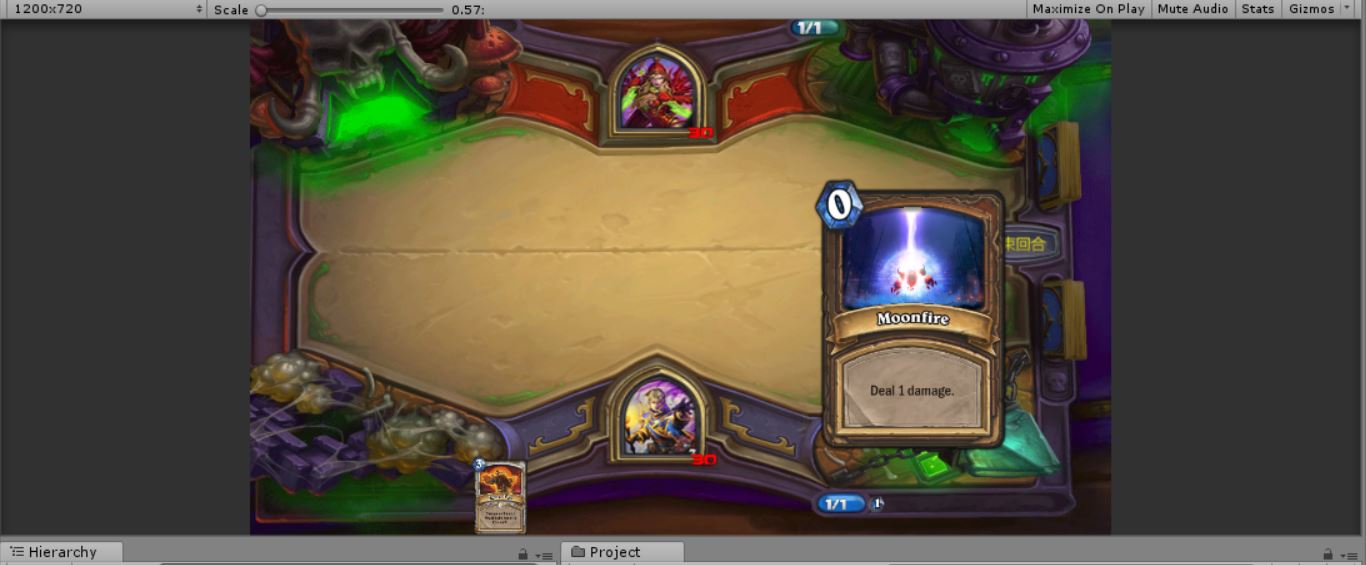 1200x720
Scale
0.57:
Maximize On Play
Mute Audio
Stats
Gizmos
1/1
30
0
束回合
Moonfire
Deal 1 damage.
30
3
1/1
1
Hierarchy
Project